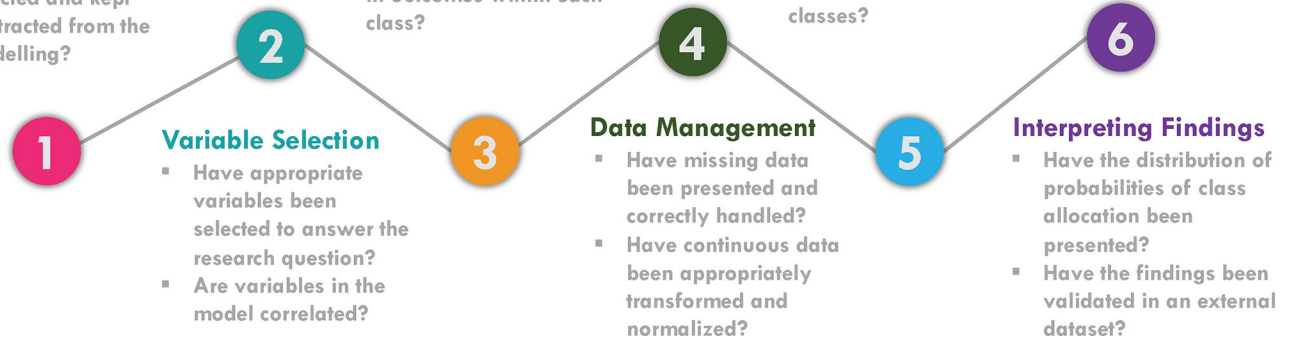 tracted from the
delling?
class?
classes?
1
2
3
4
5
6
Variable Selection
▪ Have appropriate
variables been
selected to answer the
research question?
▪ Are variables in the
model correlated?
Data Management
▪ Have missing data
been presented and
correctly handled?
▪ Have continuous data
been appropriately
transformed and
normalized?
Interpreting Findings
▪ Have the distribution of
probabilities of class
allocation been
presented?
▪ Have the findings been
validated in an external
dataset?